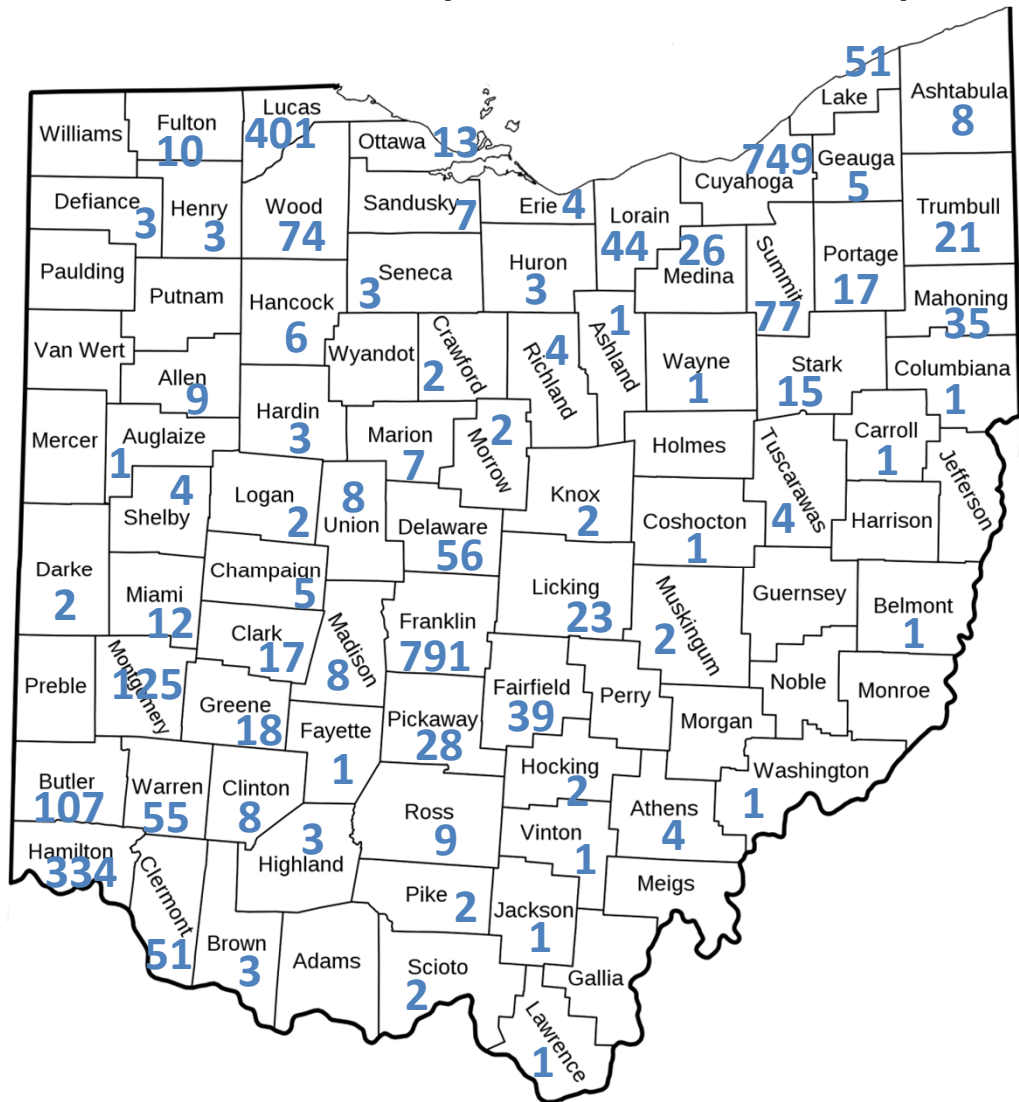 51
Lake
Ashtabula
8
Williams
Fulton
10
Lucas
401
Ottawa
13
749
Cuyahoga
Geauga
5
Defiance
3
Henry
3
Wood
74
Sandusky
7
Erie 4
Lorain
44
26
Medina
Summit
77
Portage
17
Trumbull
21
Paulding
Putnam
Hancock
6
Seneca
3
Huron
3
Mahoning
35
Van Wert
Allen
9
Wyandot
Crawford
2
Richland
4
Ashland
1
Wayne
1
Stark
15
Columbiana
1
Mercer
Auglaize
1
Hardin
3
Marion
7
Morrow
2
Holmes
Tuscarawas
4
Carroll
1
Jefferson
4
Shelby
Logan
2
8
Union
Delaware
56
Knox
2
Coshocton
1
Harrison
Darke
2
Miami
12
Champaign
5
Clark
17
Madison
8
Franklin
791
Licking
23
Muskingum
2
Guernsey
Belmont
1
Preble
Montgomery
125
Greene
18
Fayette
1
Pickaway
28
Fairfield
39
Perry
Morgan
Noble
Monroe
Butler
107
Warren
55
Clinton
8
3
Highland
Ross
9
Hocking
2
Vinton
1
Athens
4
Washington
1
Hamilton
334
Clermont
51
Brown
3
Adams
Pike 2
Scioto
2
Jackson
1
Meigs
Gallia
Lawrence
1